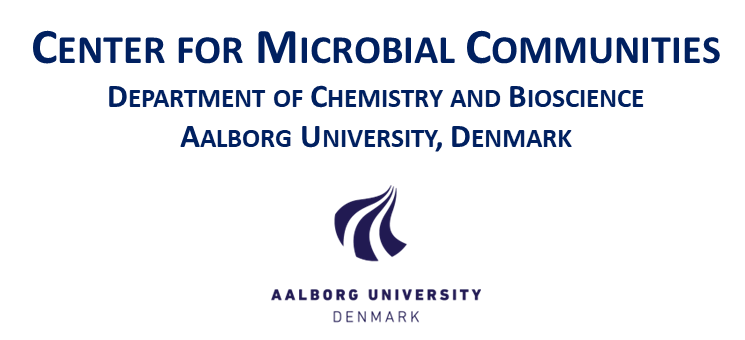 CENTER FOR MICROBIAL COMMUNITIES
DEPARTMENT OF CHEMISTRY AND BIOSCIENCE
AALBORG UNIVERSITY, DENMARK
AALBORG UNIVERSITY
DENMARK